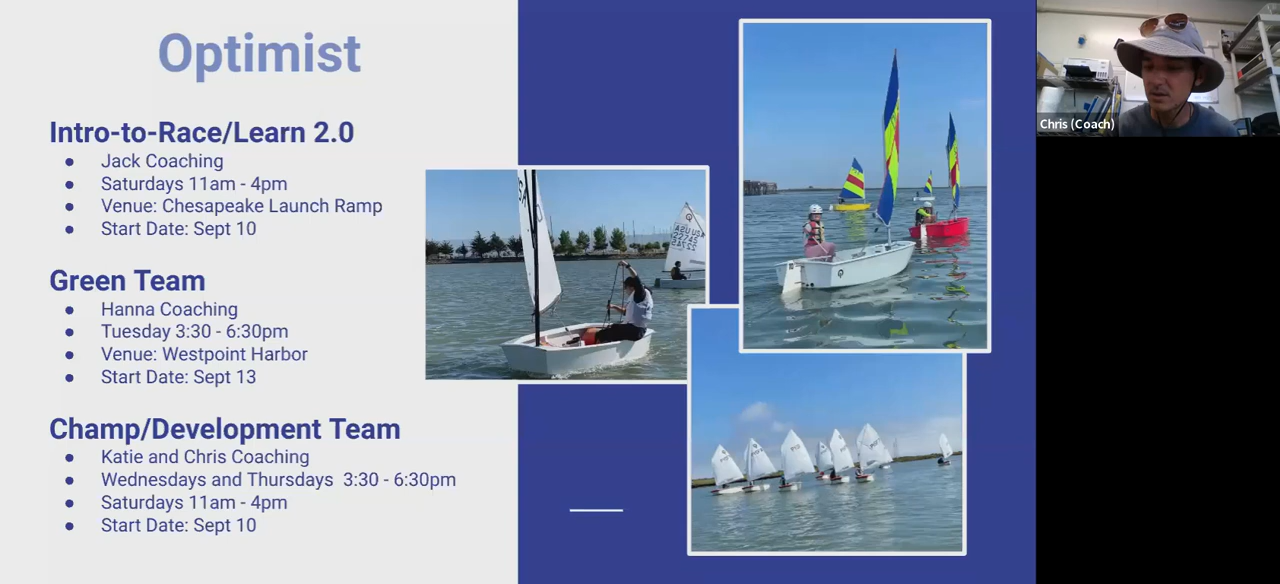 Optimist
Intro-to-Race/Learn 2.0
● Jack Coaching
● Saturdays 11am - 4pm
● Venue: Chesapeake Launch Ramp
● Start Date: Sept 10
Green Team
● Hanna Coaching
● Tuesday 3:30 - 6:30pm
● Venue: Westpoint Harbor
● Start Date: Sept 13
Champ/Development Team
● Katie and Chris Coaching
● Wednesdays and Thursdays  3:30 - 6:30pm
● Saturdays 11am - 4pm
● Start Date: Sept 10
Chris (Coach)